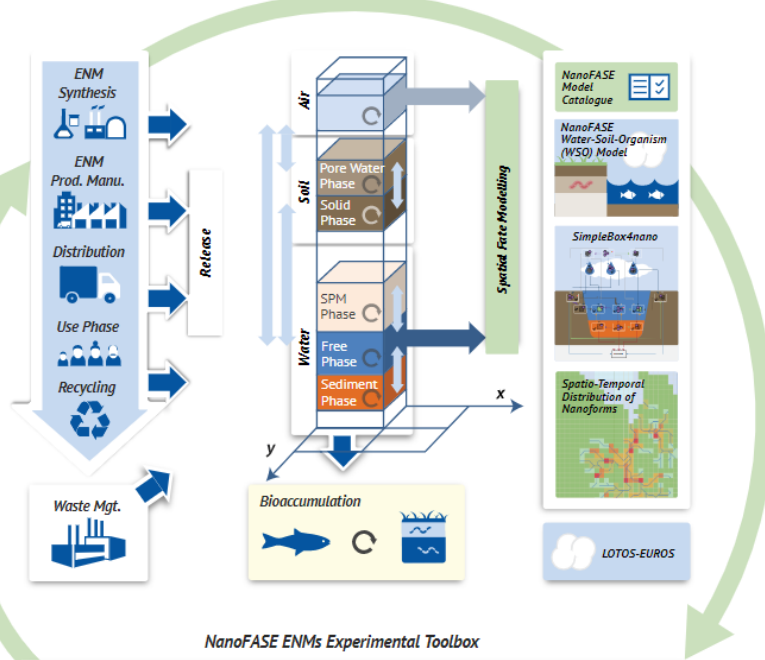 ENM
Synthesis
ENM
Prod. Manu.
Distribution
Use Phase
Recycling
Waste Mgt.
Release
Air
Soil
Water
Pore Water
Phase
Solid
Phase
SPM
Phase
Free
Phase
Sediment
Phase
x
y
Bioaccumulation
Spatial Fate Modelling
NanoFASE
Model
Catalogue
NanoFASE
Water-Soil-Organism
(WSO) Model
SimpleBox4nano
Spatio-Temporal
Distribution of
Nanoforms
LOTOS-EUROS
NanoFASE ENMs Experimental Toolbox